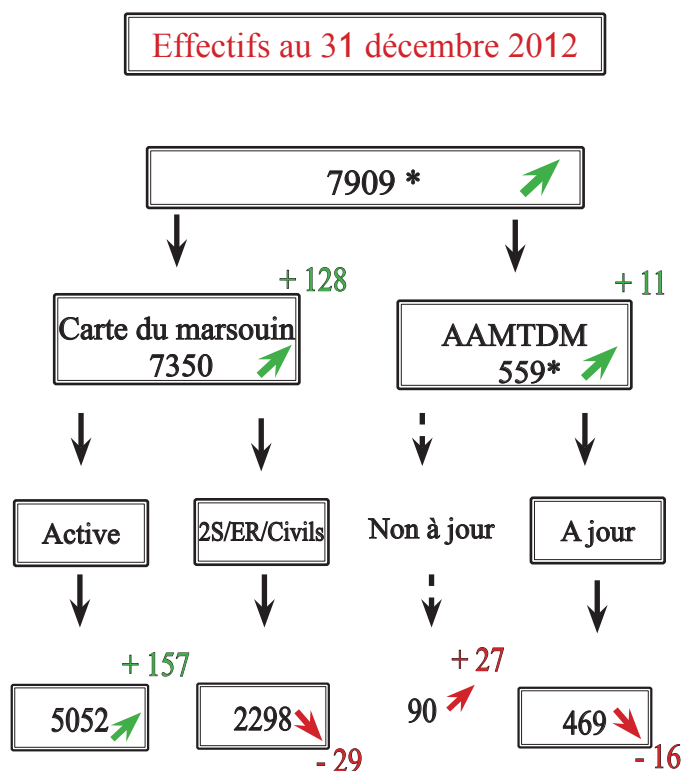 Effectifs au 31 décembre 2012
7909 *
+ 128
+ 11
Carte du marsouin
7350
AAMTDM
559*
Active
2S/ER/Civils
Non à jour
A jour
+ 157
+ 27
5052
2298
90
469
- 29
- 16